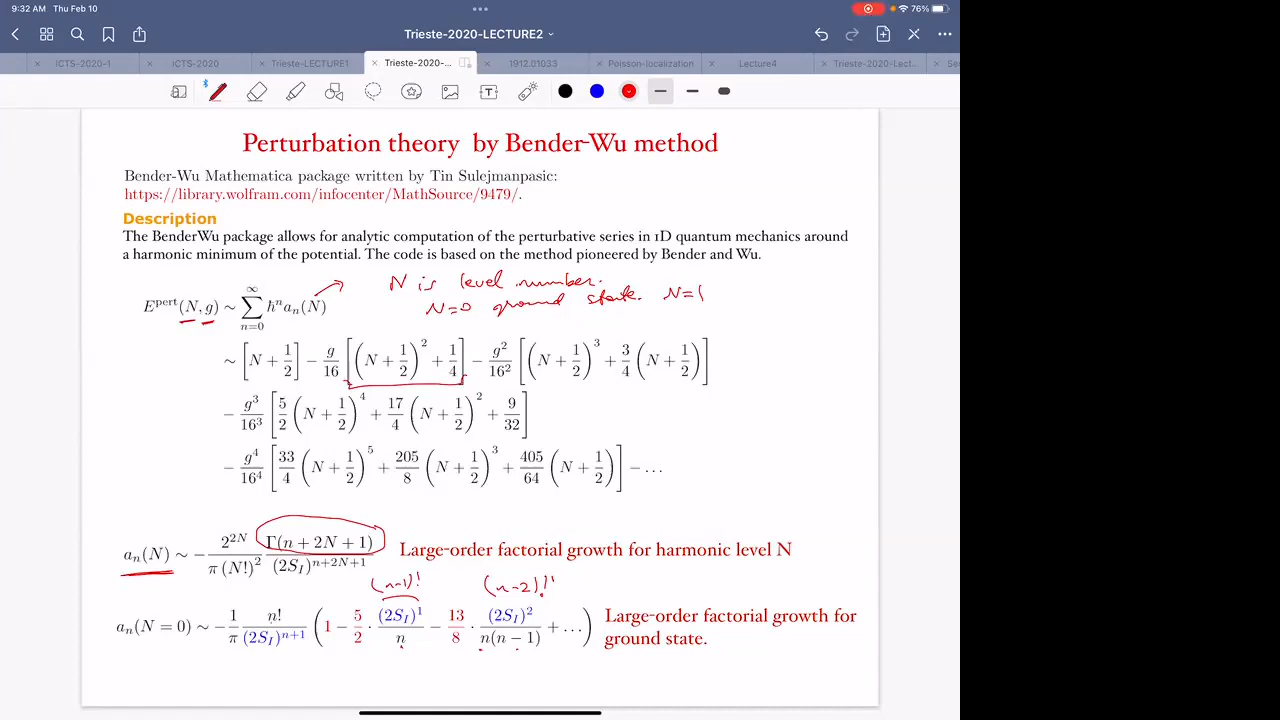 9:32 AM Thu Feb 10
76%
Trieste-2020-LECTURE2
ICTS-2020-1
ICTS-2020
Trieste-LECTURE1
Trieste-2020-...
1912.01033
Poisson-localization
Lecture4
Trieste-2020-Lect...
Se
Perturbation theory by Bender-Wu method
Bender-Wu Mathematica package written by Tin Sulejmanpasic:
https://library.wolfram.com/infocenter/MathSource/9479/.
Description
The BenderWu package allows for analytic computation of the perturbative series in 1D quantum mechanics around
a harmonic minimum of the potential. The code is based on the method pioneered by Bender and Wu.
N is level number.
N=0 ground state. N=1
E^pert(N, g) ∼ ∑_{n=0}^{∞} ℏ^n a_n(N)
∼ [N + 1/2] − g/16 [(N + 1/2)^2 + 1/4] − g^2/16^2 [(N + 1/2)^3 + 3/4 (N + 1/2)]
− g^3/16^3 [5/2 (N + 1/2)^4 + 17/4 (N + 1/2)^2 + 9/32]
− g^4/16^4 [33/4 (N + 1/2)^5 + 205/8 (N + 1/2)^3 + 405/64 (N + 1/2)] − ...
a_n(N) ∼ − 2^{2N}/(π (N!)^2) Γ(n + 2N + 1)/(2S_I)^{n+2N+1} Large-order factorial growth for harmonic level N
(n-1)! (n-2)!
a_n(N = 0) ∼ − 1/π n!/(2S_I)^{n+1} (1 − 5/2 · (2S_I)^1/n − 13/8 · (2S_I)^2/(n(n − 1)) + ...) Large-order factorial growth for
ground state.